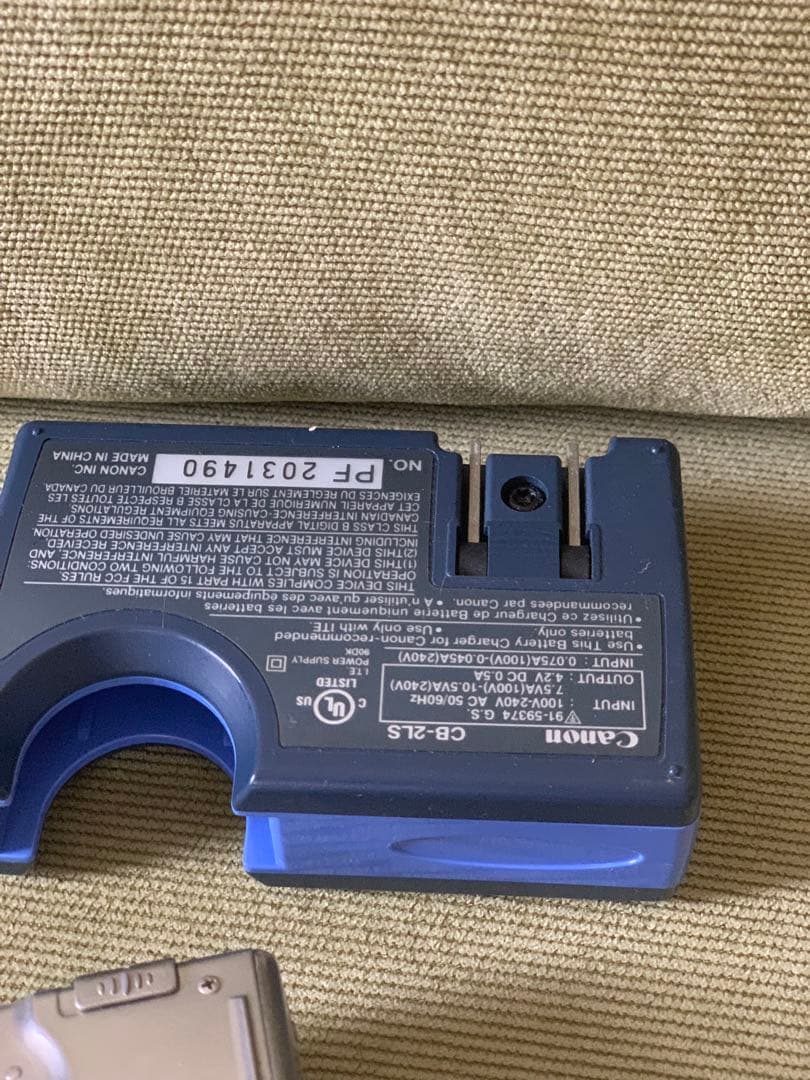 Canon CB-2LS
91-59374 G.S.
INPUT : 100V-240V AC 50/60Hz
7.5VA(100V)-10.5VA(240V)
OUTPUT : 4.2V DC 0.5A
INPUT : 0.075A(100V)-0.045A(240V)
C UL US
LISTED
I.T.E.
POWER SUPPLY
90DK
• Use This Battery Charger for Canon-recommended
batteries only. • Use only with ITE.
• Utilisez ce Chargeur de Batterie uniquement avec les batteries
recommandées par Canon. • A n'utiliser qu'avec des équipements informatiques.
THIS DEVICE COMPLIES WITH PART 15 OF THE FCC RULES.
OPERATION IS SUBJECT TO THE FOLLOWING TWO CONDITIONS:
(1)THIS DEVICE MAY NOT CAUSE HARMFUL INTERFERENCE, AND
(2)THIS DEVICE MUST ACCEPT ANY INTERFERENCE RECEIVED,
INCLUDING INTERFERENCE THAT MAY CAUSE UNDESIRED OPERATION.
THIS CLASS B DIGITAL APPARATUS MEETS ALL REQUIREMENTS OF THE
CANADIAN INTERFERENCE-CAUSING EQUIPMENT REGULATIONS.
CET APPAREIL NUMERIQUE DE LA CLASSE B RESPECTE TOUTES LES
EXIGENCES DU REGLEMENT SUR LE MATERIEL BROUILLEUR DU CANADA.
NO. PF 2031490
CANON INC.
MADE IN CHINA